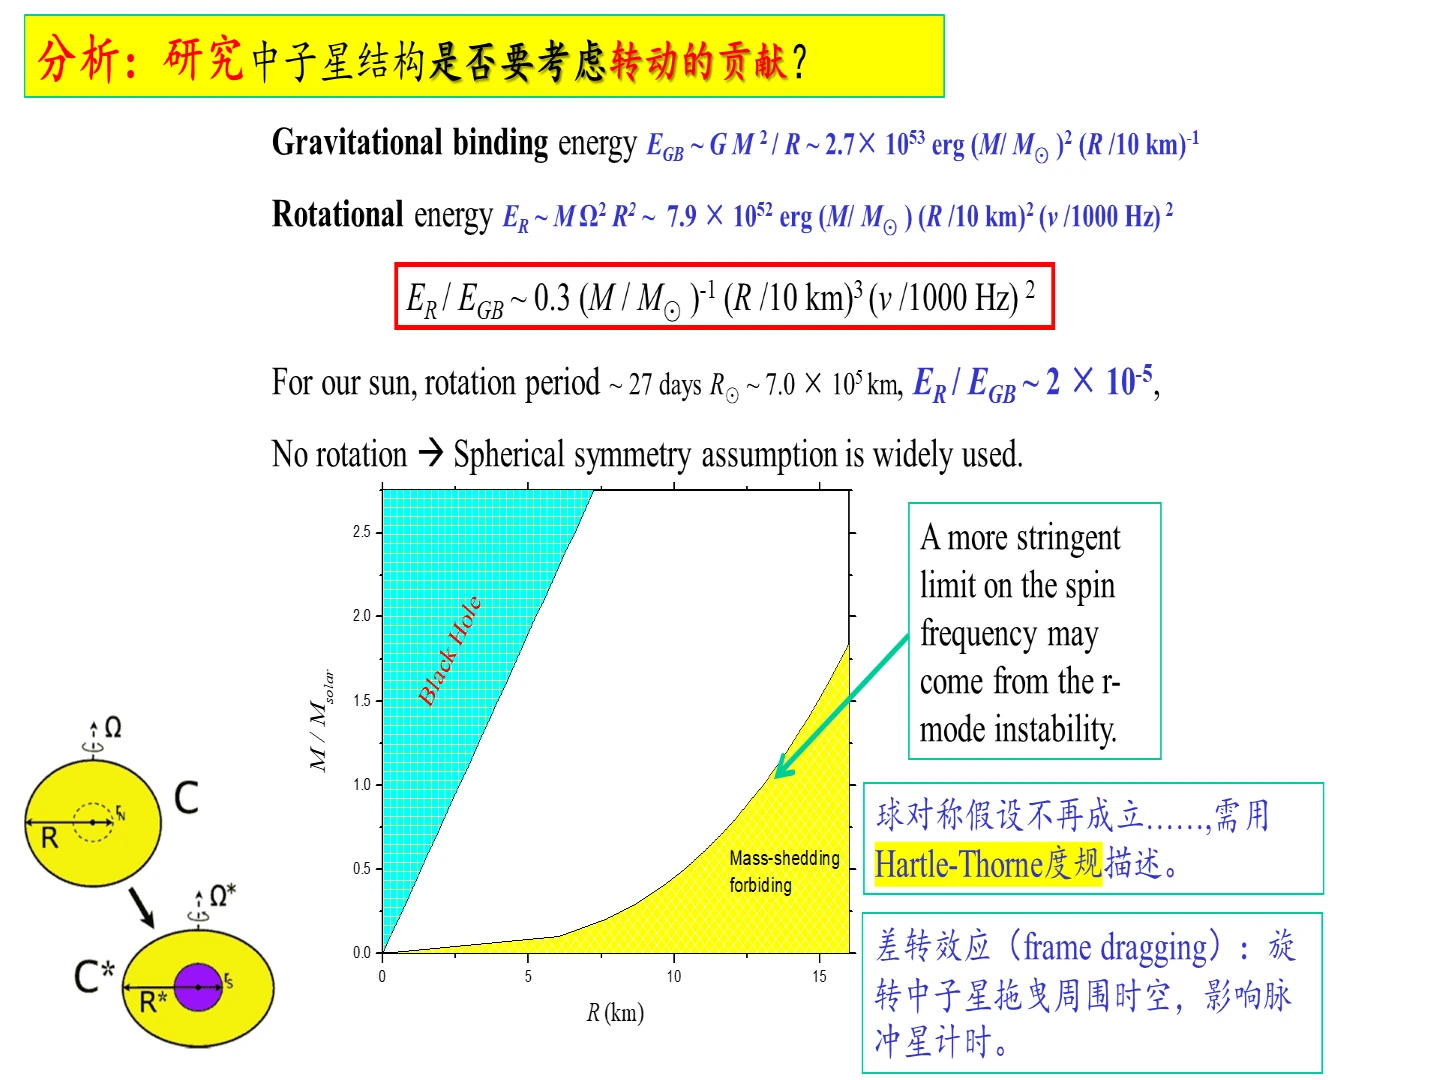 分析：研究中子星结构是否要考虑转动的贡献？
Gravitational binding energy E_GB ~ G M ² / R ~ 2.7× 10⁵³ erg (M/ M☉ )² (R /10 km)⁻¹
Rotational energy E_R ~ M Ω² R² ~ 7.9 × 10⁵² erg (M/ M☉ ) (R /10 km)² (ν /1000 Hz) ²
E_R / E_GB ~ 0.3 (M / M☉ )⁻¹ (R /10 km)³ (ν /1000 Hz) ²
For our sun, rotation period ~ 27 days R☉ ~ 7.0 × 10⁵ km, E_R / E_GB ~ 2 × 10⁻⁵,
No rotation → Spherical symmetry assumption is widely used.
2.5
2.0
1.5
1.0
0.5
0.0
M / M_solar
Black Hole
Mass-shedding
forbiding
0 5 10 15
R (km)
A more stringent
limit on the spin
frequency may
come from the r-
mode instability.
Ω
C
r_N
R
Ω*
C*
r_S
R*
球对称假设不再成立……,需用
Hartle-Thorne度规描述。
差转效应（frame dragging）：旋
转中子星拖曳周围时空，影响脉
冲星计时。